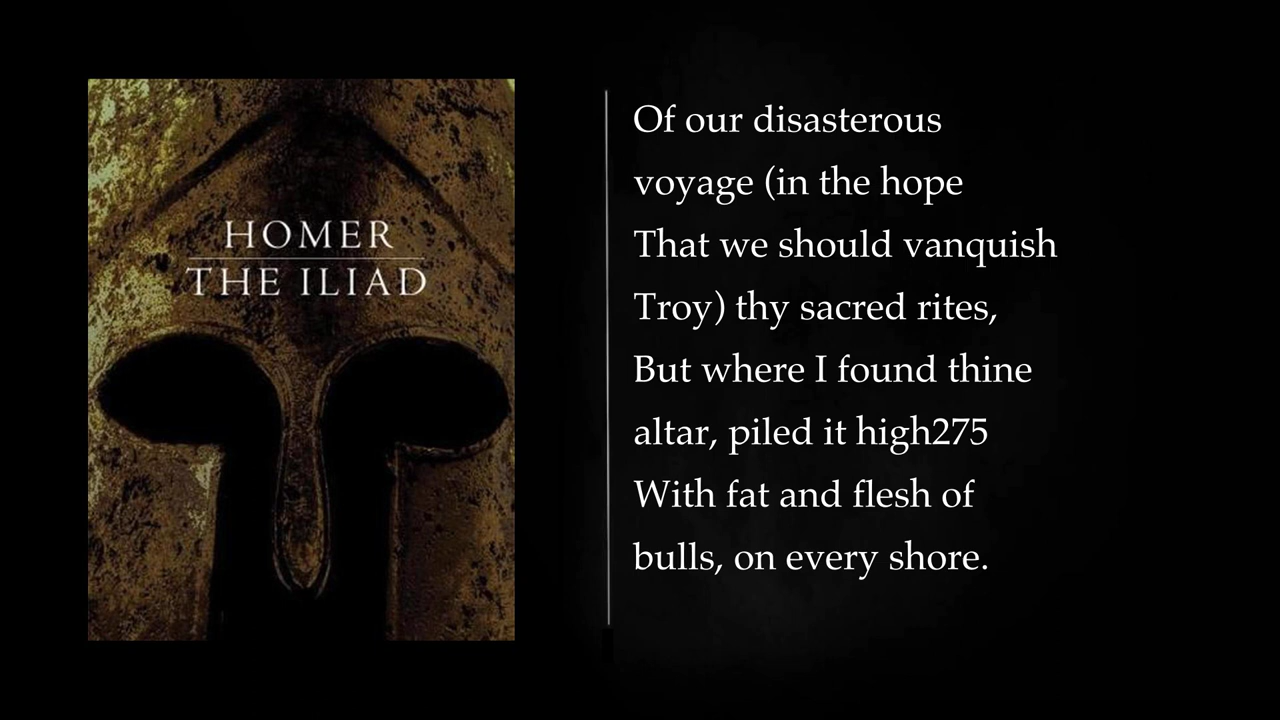 HOMER
THE ILIAD
Of our disasterous
voyage (in the hope
That we should vanquish
Troy) thy sacred rites,
But where I found thine
altar, piled it high275
With fat and flesh of
bulls, on every shore.